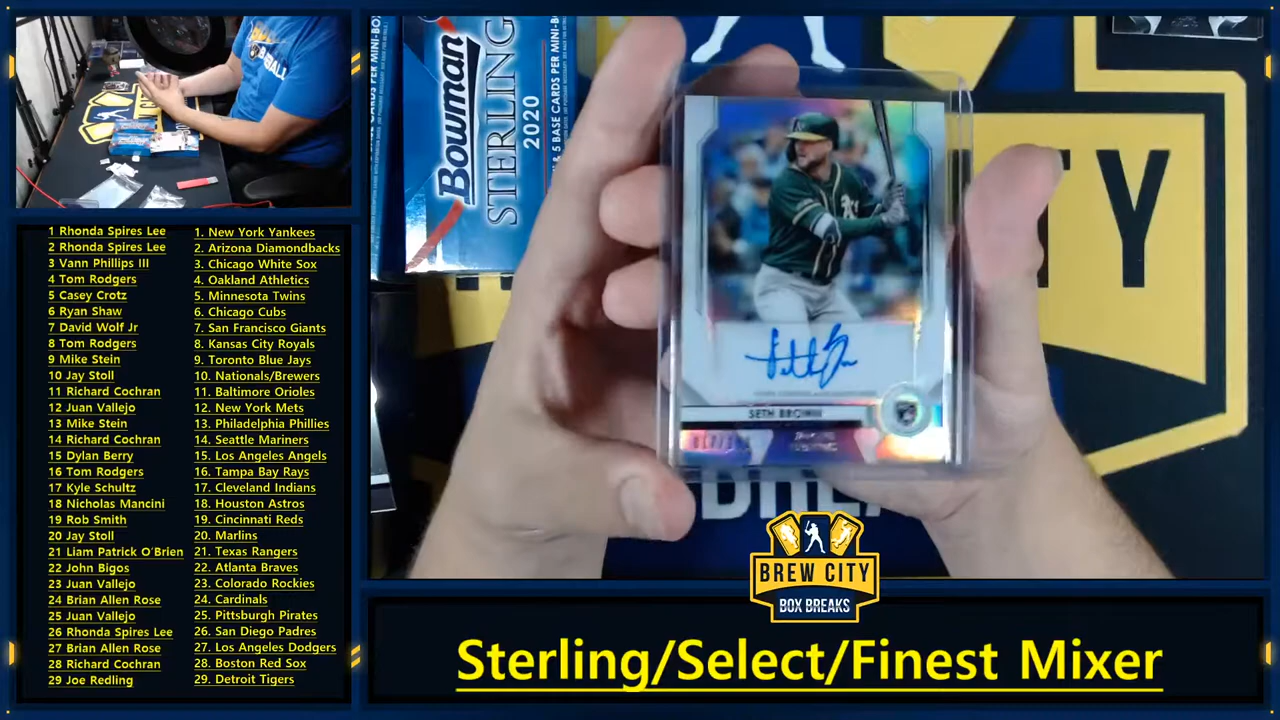 Bowman
STERLING
2020
& 5 BASE CARDS PER MINI-B
SETH BROWN
BREW CITY
BOX BREAKS
Sterling/Select/Finest Mixer
1 Rhonda Spires Lee
2 Rhonda Spires Lee
3 Vann Phillips III
4 Tom Rodgers
5 Casey Crotz
6 Ryan Shaw
7 David Wolf Jr
8 Tom Rodgers
9 Mike Stein
10 Jay Stoll
11 Richard Cochran
12 Juan Vallejo
13 Mike Stein
14 Richard Cochran
15 Dylan Berry
16 Tom Rodgers
17 Kyle Schultz
18 Nicholas Mancini
19 Rob Smith
20 Jay Stoll
21 Liam Patrick O'Brien
22 John Bigos
23 Juan Vallejo
24 Brian Allen Rose
25 Juan Vallejo
26 Rhonda Spires Lee
27 Brian Allen Rose
28 Richard Cochran
29 Joe Redling
1. New York Yankees
2. Arizona Diamondbacks
3. Chicago White Sox
4. Oakland Athletics
5. Minnesota Twins
6. Chicago Cubs
7. San Francisco Giants
8. Kansas City Royals
9. Toronto Blue Jays
10. Nationals/Brewers
11. Baltimore Orioles
12. New York Mets
13. Philadelphia Phillies
14. Seattle Mariners
15. Los Angeles Angels
16. Tampa Bay Rays
17. Cleveland Indians
18. Houston Astros
19. Cincinnati Reds
20. Marlins
21. Texas Rangers
22. Atlanta Braves
23. Colorado Rockies
24. Cardinals
25. Pittsburgh Pirates
26. San Diego Padres
27. Los Angeles Dodgers
28. Boston Red Sox
29. Detroit Tigers